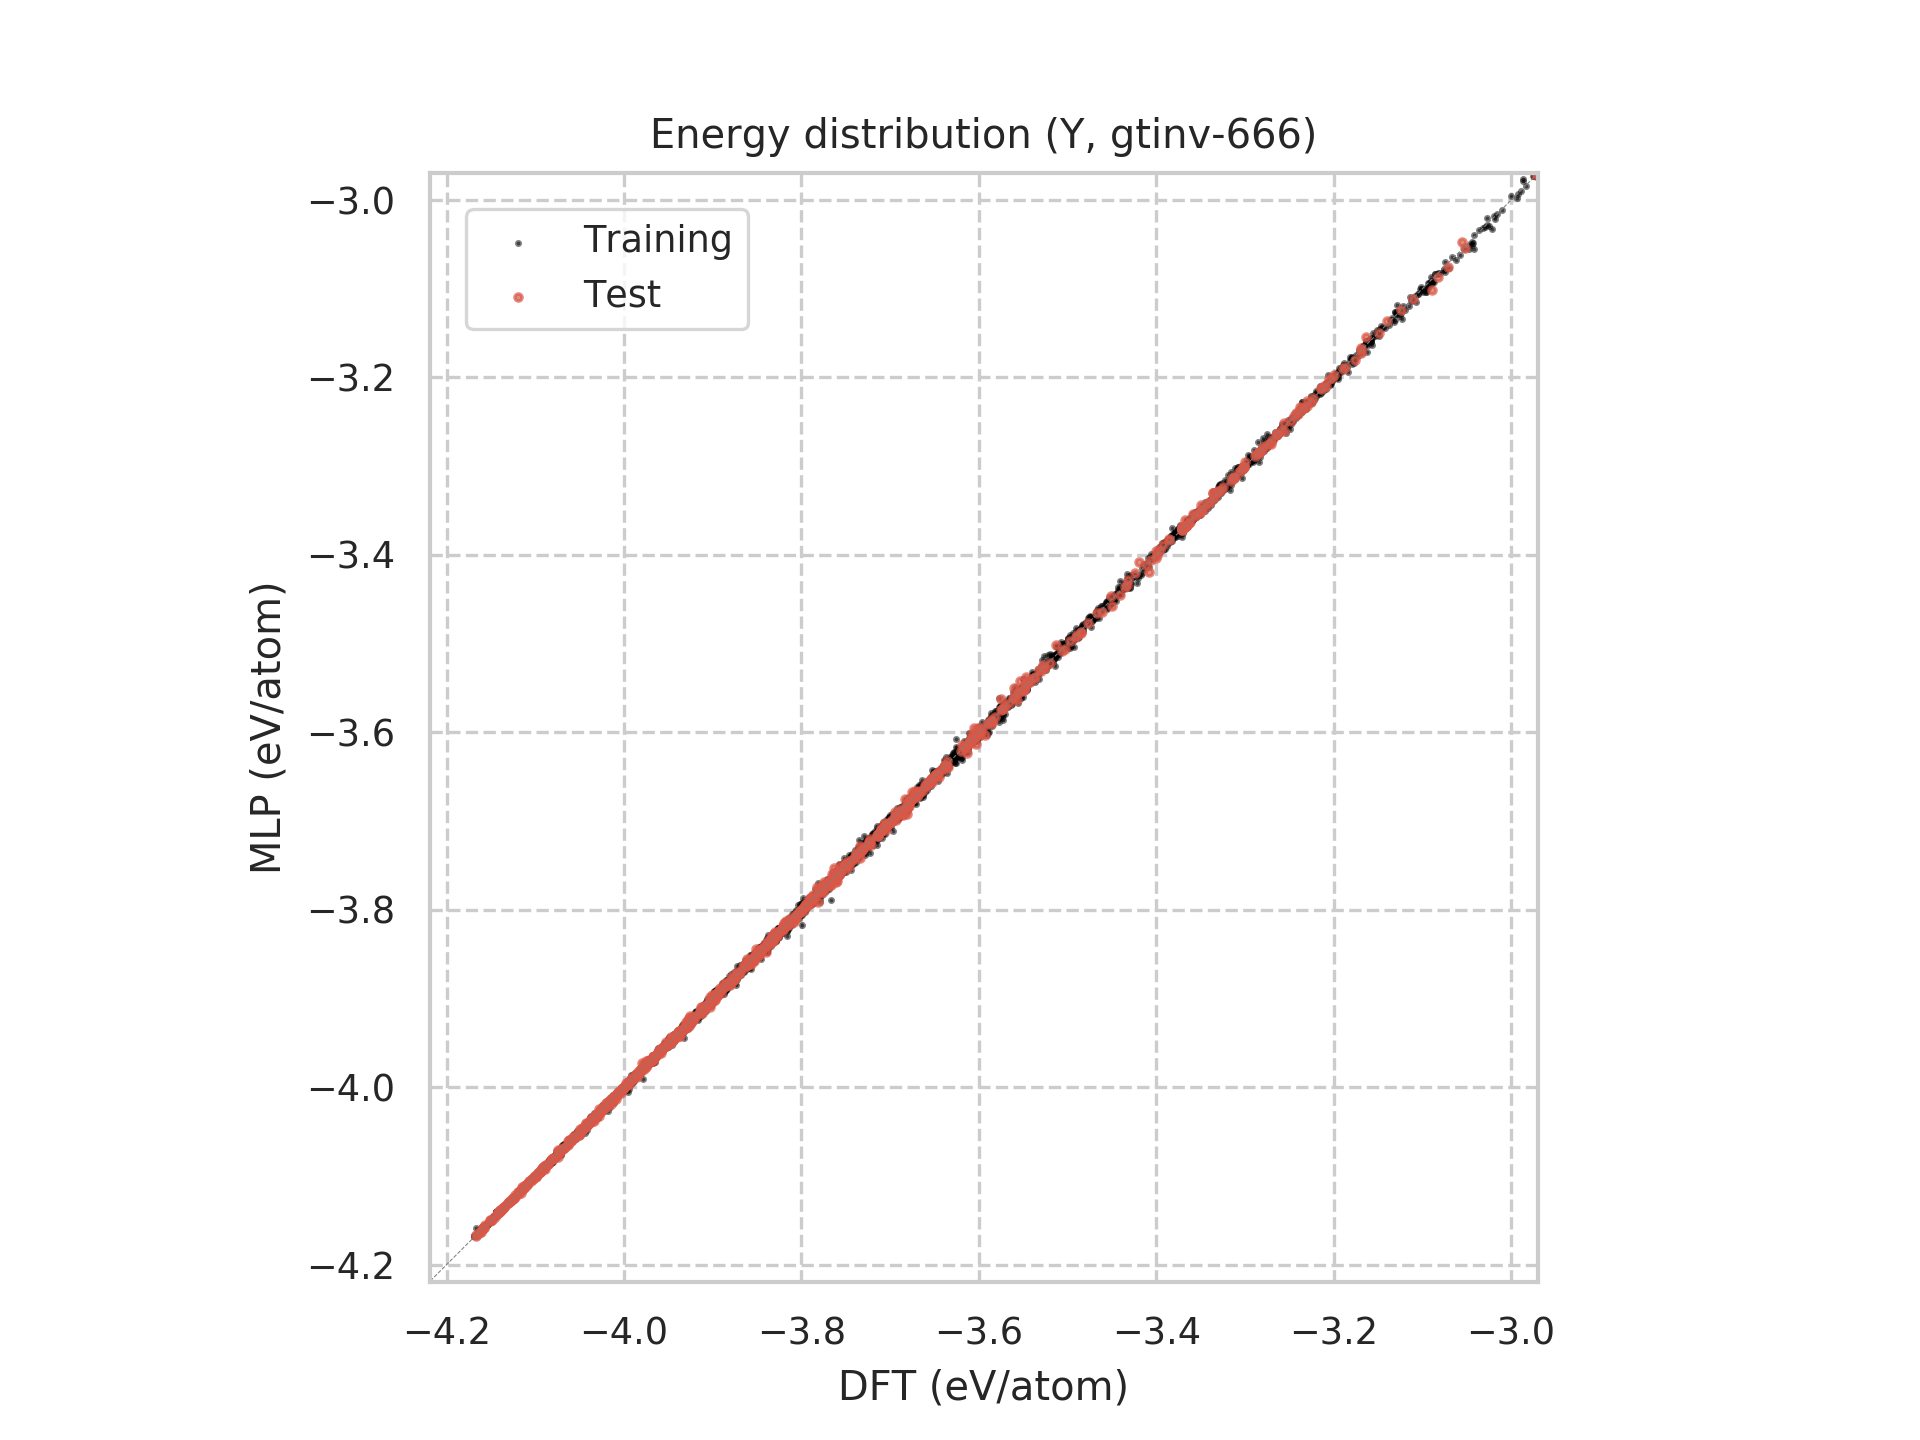 Energy distribution (Y, gtinv-666)
Training
Test
MLP (eV/atom)
−3.0
−3.2
−3.4
−3.6
−3.8
−4.0
−4.2
−4.2 −4.0 −3.8 −3.6 −3.4 −3.2 −3.0
DFT (eV/atom)